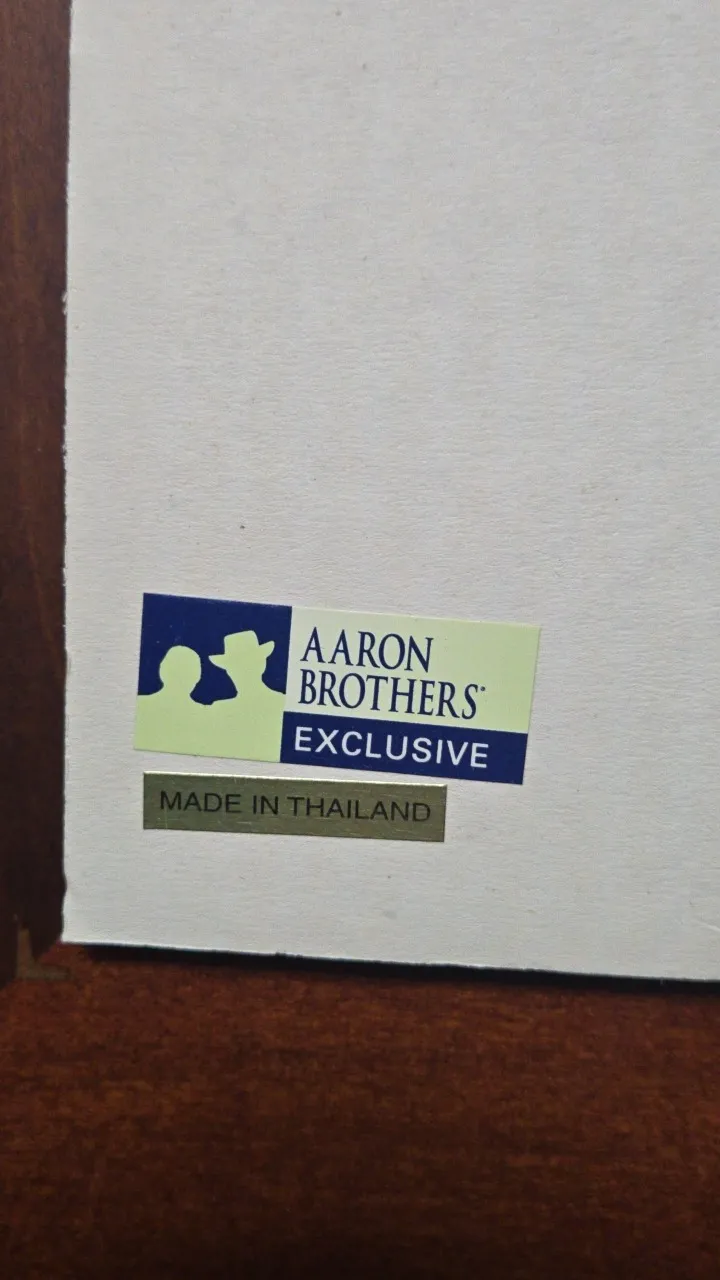 AARON
BROTHERS®
EXCLUSIVE
MADE IN THAILAND